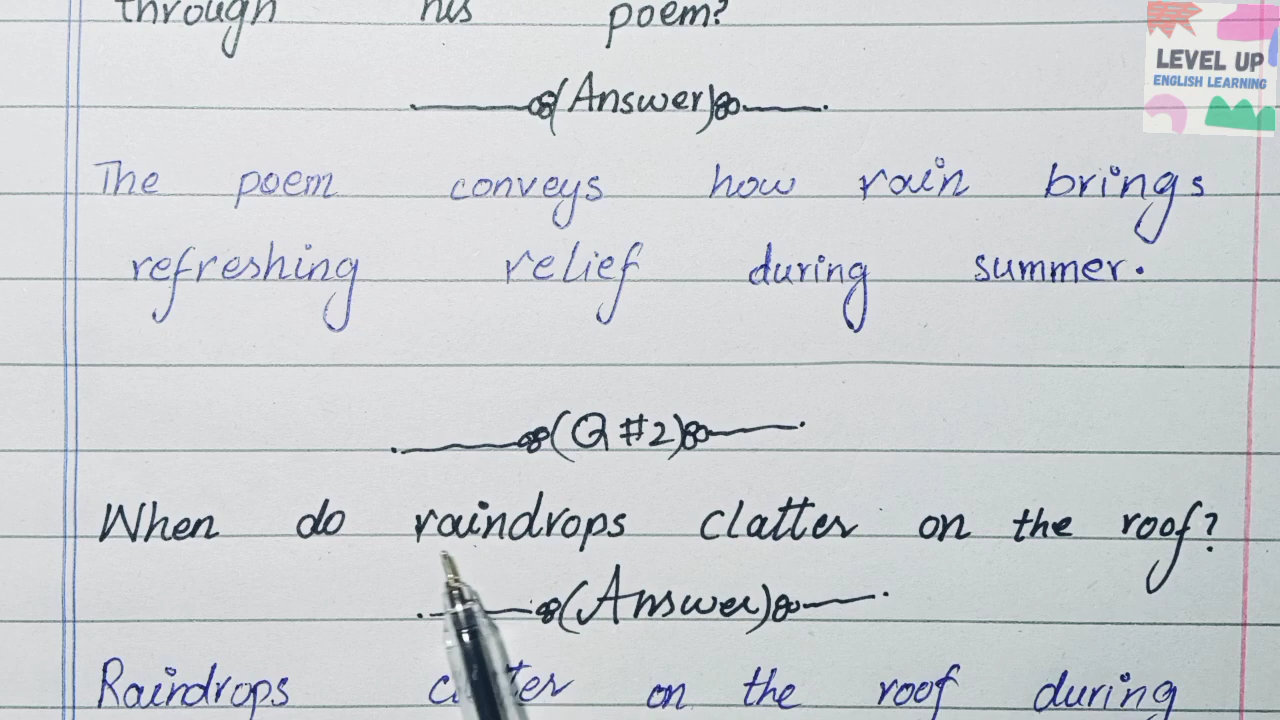 through his poem?
(Answer)
The poem conveys how rain brings
refreshing relief during summer.
(Q #2)
When do raindrops clatter on the roof?
(Answer)
Raindrops clatter on the roof during
LEVEL UP
ENGLISH LEARNING